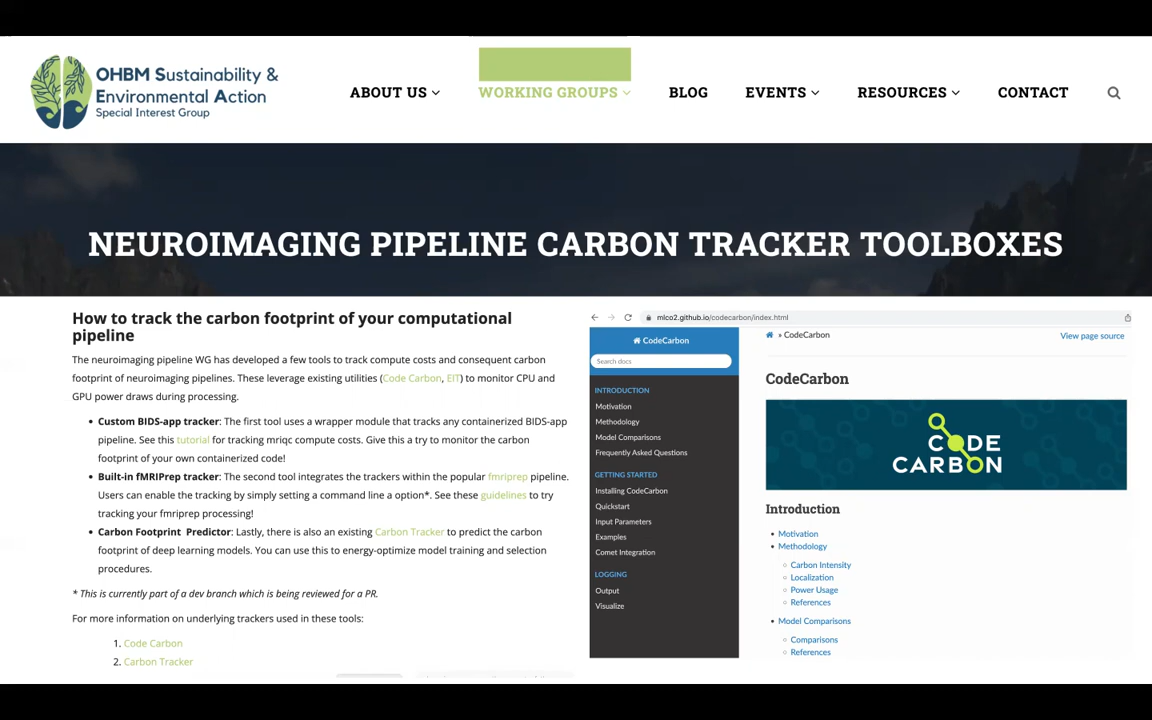 OHBM Sustainability &
Environmental Action
Special Interest Group
ABOUT US
WORKING GROUPS
BLOG
EVENTS
RESOURCES
CONTACT
NEUROIMAGING PIPELINE CARBON TRACKER TOOLBOXES
How to track the carbon footprint of your computational
pipeline
The neuroimaging pipeline WG has developed a few tools to track compute costs and consequent carbon
footprint of neuroimaging pipelines. These leverage existing utilities (Code Carbon, EIT) to monitor CPU and
GPU power draws during processing.
• Custom BIDS-app tracker: The first tool uses a wrapper module that tracks any containerized BIDS-app
pipeline. See this tutorial for tracking mriqc compute costs. Give this a try to monitor the carbon
footprint of your own containerized code!
• Built-in fMRIPrep tracker: The second tool integrates the trackers within the popular fmriprep pipeline.
Users can enable the tracking by simply setting a command line a option*. See these guidelines to try
tracking your fmriprep processing!
• Carbon Footprint Predictor: Lastly, there is also an existing Carbon Tracker to predict the carbon
footprint of deep learning models. You can use this to energy-optimize model training and selection
procedures.
* This is currently part of a dev branch which is being reviewed for a PR.
For more information on underlying trackers used in these tools:
1. Code Carbon
2. Carbon Tracker
mlco2.github.io/codecarbon/index.html
CodeCarbon
Search docs
INTRODUCTION
Motivation
Methodology
Model Comparisons
Frequently Asked Questions
GETTING STARTED
Installing CodeCarbon
Quickstart
Input Parameters
Examples
Comet Integration
LOGGING
Output
Visualize
» CodeCarbon
View page source
CodeCarbon
CODE
CARBON
Introduction
• Motivation
• Methodology
Carbon Intensity
Localization
Power Usage
References
• Model Comparisons
Comparisons
References